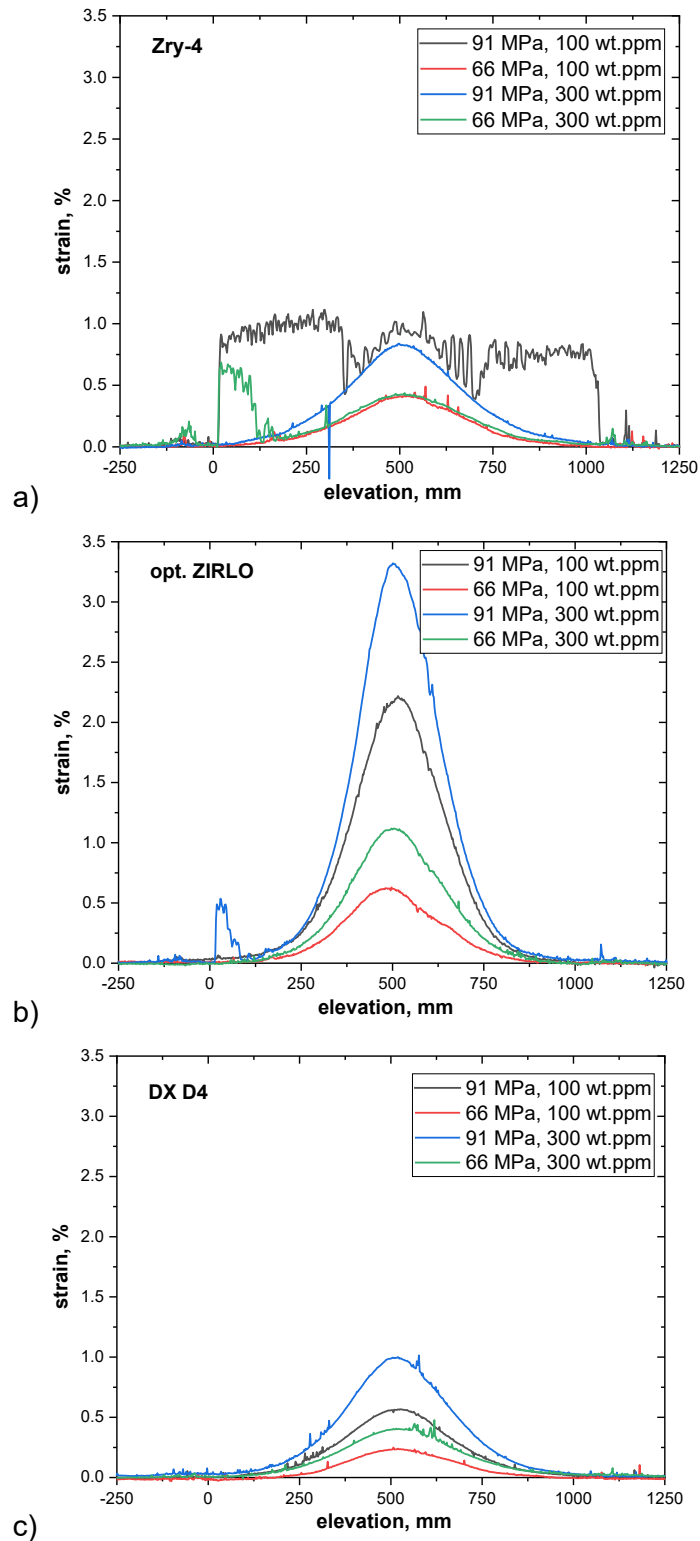 Zry-4
91 MPa, 100 wt.ppm
66 MPa, 100 wt.ppm
91 MPa, 300 wt.ppm
66 MPa, 300 wt.ppm
3.5
3.0
2.5
2.0
1.5
1.0
0.5
0.0
strain, %
-250
0
250
500
750
1000
1250
elevation, mm
a)
opt. ZIRLO
91 MPa, 100 wt.ppm
66 MPa, 100 wt.ppm
91 MPa, 300 wt.ppm
66 MPa, 300 wt.ppm
3.5
3.0
2.5
2.0
1.5
1.0
0.5
0.0
strain, %
-250
0
250
500
750
1000
1250
elevation, mm
b)
DX D4
91 MPa, 100 wt.ppm
66 MPa, 100 wt.ppm
91 MPa, 300 wt.ppm
66 MPa, 300 wt.ppm
3.5
3.0
2.5
2.0
1.5
1.0
0.5
0.0
strain, %
-250
0
250
500
750
1000
1250
elevation, mm
c)